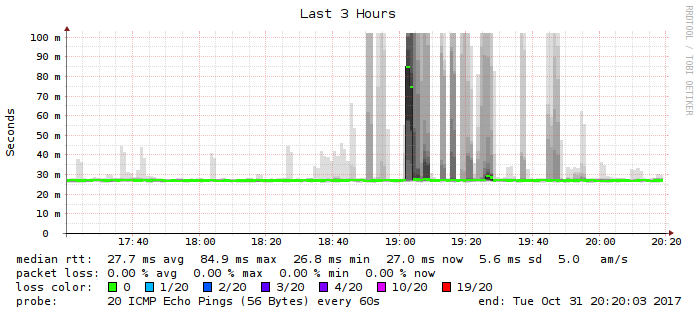 Last 3 Hours
RRDTOOL / TOBI OETIKER
Seconds
100 m
90 m
80 m
70 m
60 m
50 m
40 m
30 m
20 m
10 m
0
17:40 18:00 18:20 18:40 19:00 19:20 19:40 20:00 20:20
median rtt: 27.7 ms avg 84.9 ms max 26.8 ms min 27.0 ms now 5.6 ms sd 5.0 am/s
packet loss: 0.00 % avg 0.00 % max 0.00 % min 0.00 % now
loss color: 0 1/20 2/20 3/20 4/20 10/20 19/20
probe: 20 ICMP Echo Pings (56 Bytes) every 60s end: Tue Oct 31 20:20:03 2017